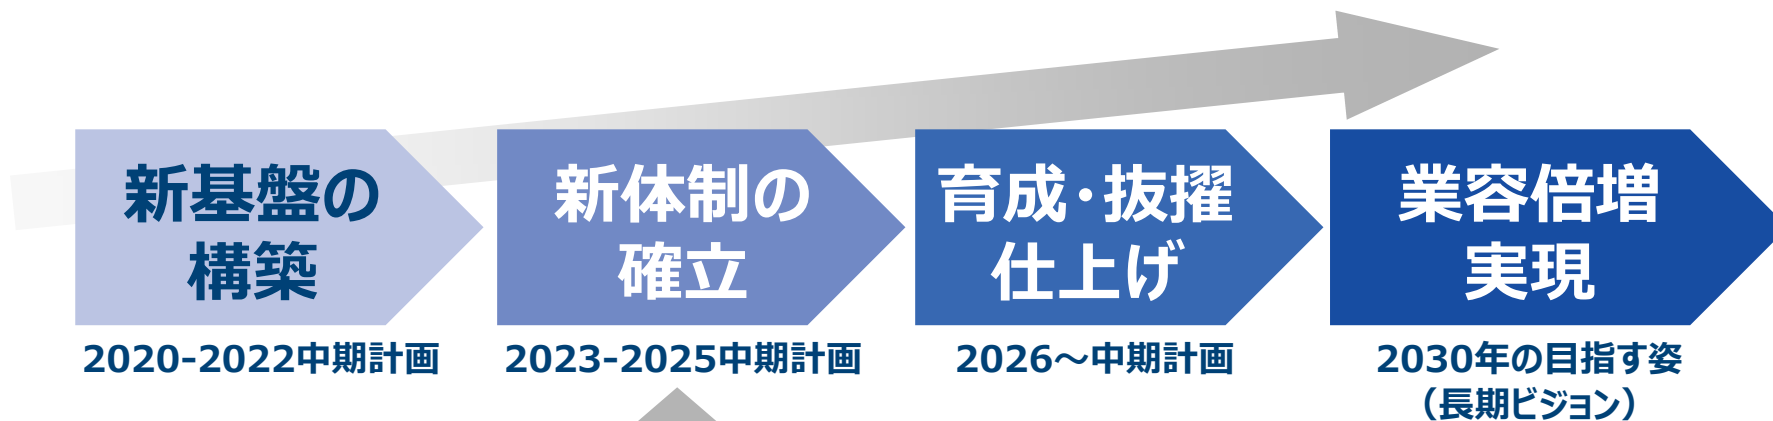 新基盤の
構築
2020-2022中期計画
新体制の
確立
2023-2025中期計画
育成・抜擢
仕上げ
2026～中期計画
業容倍増
実現
2030年の目指す姿
（長期ビジョン）